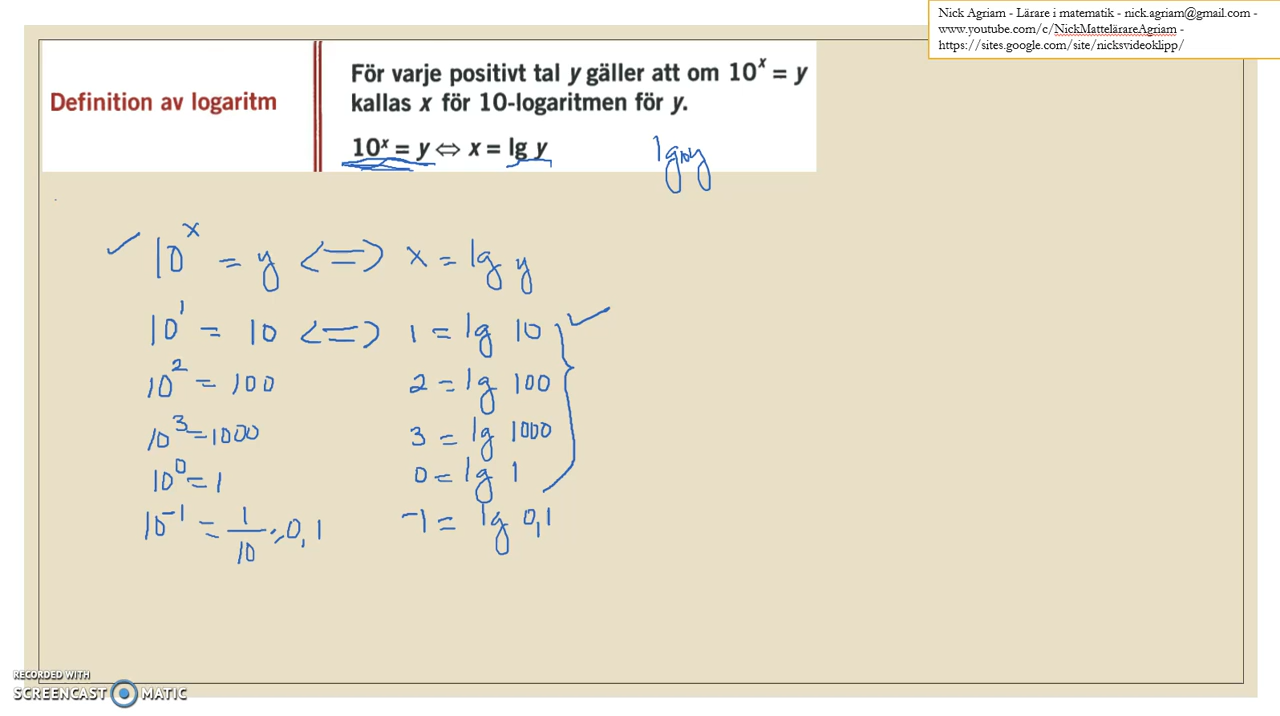 Nick Agriam - Lärare i matematik - nick.agriam@gmail.com -
www.youtube.com/c/NickMattelärareAgriam -
https://sites.google.com/site/nicksvideoklipp/
Definition av logaritm
För varje positivt tal y gäller att om 10ˣ = y
kallas x för 10-logaritmen för y.
10ˣ = y ⇔ x = lg y
10ˣ = y <=> x = lg y
10¹ = 10 <=> 1 = lg 10
10² = 100 2 = lg 100
10³ = 1000 3 = lg 1000
10⁰ = 1 0 = lg 1
10⁻¹ = 1/10 = 0,1 -1 = lg 0,1
RECORDED WITH
SCREENCAST MATIC